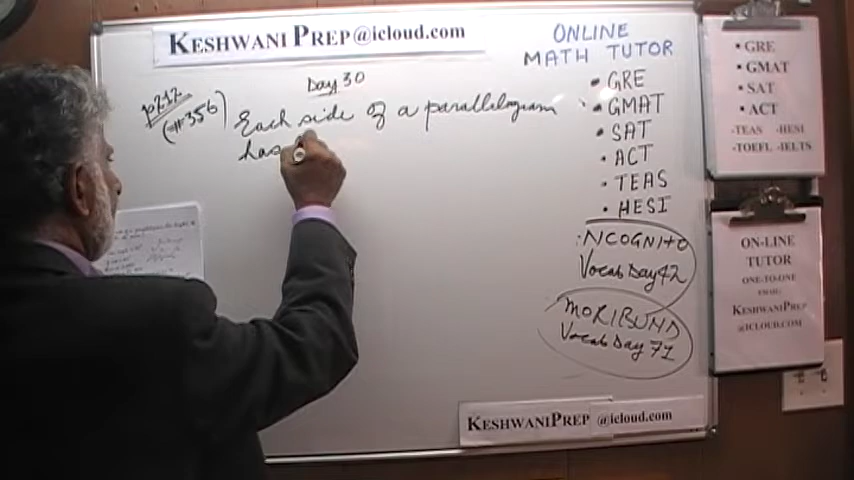 KESHWANI PREP@icloud.com
Day 30
p212
(#356)
Each side of a parallelogram
has
ONLINE
MATH TUTOR
• GRE
• GMAT
• SAT
• ACT
• TEAS
• HESI
INCOGNITO
Vocab Day 42
MORIBUND
Vocab Day 71
KESHWANIPREP @icloud.com
• GRE
• GMAT
• SAT
• ACT
-TEAS -HESI
-TOEFL -IELTS
ON-LINE
TUTOR
ONE-TO-ONE
EMAIL:
KESHWANIPREP
@ICLOUD.COM